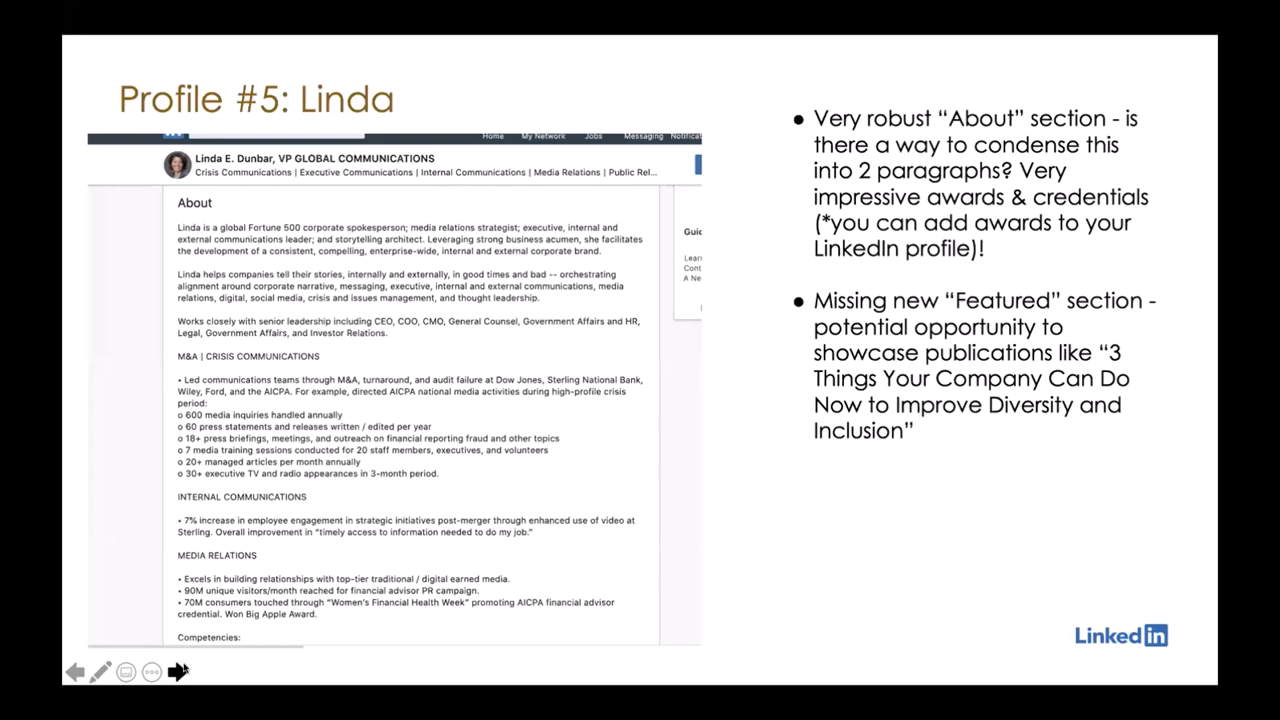 Profile #5: Linda
Home My Network Jobs Messaging Notificat
Linda E. Dunbar, VP GLOBAL COMMUNICATIONS
Crisis Communications | Executive Communications | Internal Communications | Media Relations | Public Rel...
About
Linda is a global Fortune 500 corporate spokesperson; media relations strategist; executive, internal and
external communications leader; and storytelling architect. Leveraging strong business acumen, she facilitates
the development of a consistent, compelling, enterprise-wide, internal and external corporate brand.
Linda helps companies tell their stories, internally and externally, in good times and bad -- orchestrating
alignment around corporate narrative, messaging, executive, internal and external communications, media
relations, digital, social media, crisis and issues management, and thought leadership.
Works closely with senior leadership including CEO, COO, CMO, General Counsel, Government Affairs and HR,
Legal, Government Affairs, and Investor Relations.
M&A | CRISIS COMMUNICATIONS
• Led communications teams through M&A, turnaround, and audit failure at Dow Jones, Sterling National Bank,
Wiley, Ford, and the AICPA. For example, directed AICPA national media activities during high-profile crisis
period:
o 600 media inquiries handled annually
o 60 press statements and releases written / edited per year
o 18+ press briefings, meetings, and outreach on financial reporting fraud and other topics
o 7 media training sessions conducted for 20 staff members, executives, and volunteers
o 20+ managed articles per month annually
o 30+ executive TV and radio appearances in 3-month period.
INTERNAL COMMUNICATIONS
• 7% increase in employee engagement in strategic initiatives post-merger through enhanced use of video at
Sterling. Overall improvement in "timely access to information needed to do my job."
MEDIA RELATIONS
• Excels in building relationships with top-tier traditional / digital earned media.
• 90M unique visitors/month reached for financial advisor PR campaign.
• 70M consumers touched through "Women's Financial Health Week" promoting AICPA financial advisor
credential. Won Big Apple Award.
Competencies:
Guid
Learn
Cont
A Ne
● Very robust “About” section - is
there a way to condense this
into 2 paragraphs? Very
impressive awards & credentials
(*you can add awards to your
LinkedIn profile)!
● Missing new “Featured” section -
potential opportunity to
showcase publications like “3
Things Your Company Can Do
Now to Improve Diversity and
Inclusion”
LinkedIn